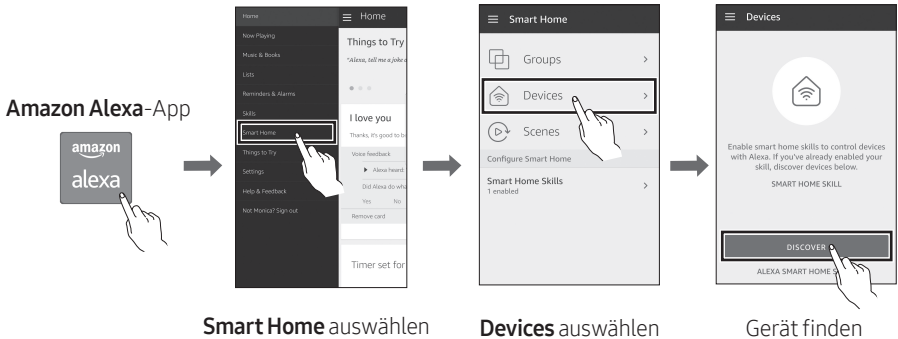 Amazon Alexa-App
amazon
alexa
Home
Now Playing
Music & Books
Lists
Reminders & Alarms
Skills
Smart Home
Things to Try
Settings
Help & Feedback
Not Monica? Sign out
Home
Things to Try
"Alexa, tell me a joke
I love you
Thanks, it's good to
Voice feedback
Alexa heard
Did Alexa do
Yes No
Remove card
Timer set for
Smart Home auswählen
Smart Home
Groups
Devices
Scenes
Configure Smart Home
Smart Home Skills
1 enabled
Devices auswählen
Devices
Enable smart home skills to control devices
with Alexa. If you've already enabled your
skill, discover devices below.
SMART HOME SKILL
DISCOVER
ALEXA SMART HOME
Gerät finden